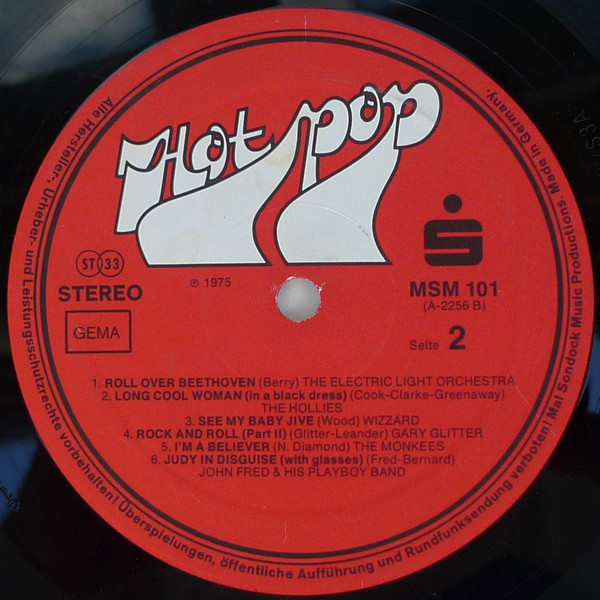 Hot pop
ST 33
STEREO
GEMA
℗ 1975
MSM 101
(A-2256 B)
Seite 2
1. ROLL OVER BEETHOVEN (Berry) THE ELECTRIC LIGHT ORCHESTRA
2. LONG COOL WOMAN (in a black dress) (Cook-Clarke-Greenaway)
THE HOLLIES
3. SEE MY BABY JIVE (Wood) WIZZARD
4. ROCK AND ROLL (Part II) (Glitter-Leander) GARY GLITTER
5. I'M A BELIEVER (N. Diamond) THE MONKEES
6. JUDY IN DISGUISE (with glasses) (Fred-Bernard)
JOHN FRED & HIS PLAYBOY BAND
Alle Hersteller-, Urheber- und Leistungsschutzrechte vorbehalten! Überspielungen, öffentliche Aufführung und Rundfunksendung verboten! Mal Sondock Music Productions. Made in Germany.